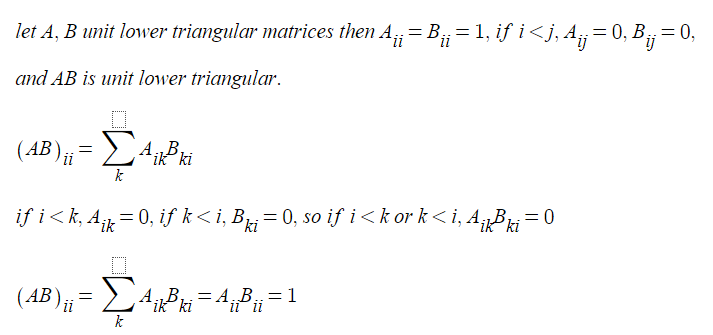 let A, B unit lower triangular matrices then A_{ii} = B_{ii} = 1, if i < j, A_{ij} = 0, B_{ij} = 0,
and AB is unit lower triangular.
(AB)_{ii} = ∑_{k} A_{ik}B_{ki}
if i < k, A_{ik} = 0, if k < i, B_{ki} = 0, so if i < k or k < i, A_{ik}B_{ki} = 0
(AB)_{ii} = ∑_{k} A_{ik}B_{ki} = A_{ii}B_{ii} = 1